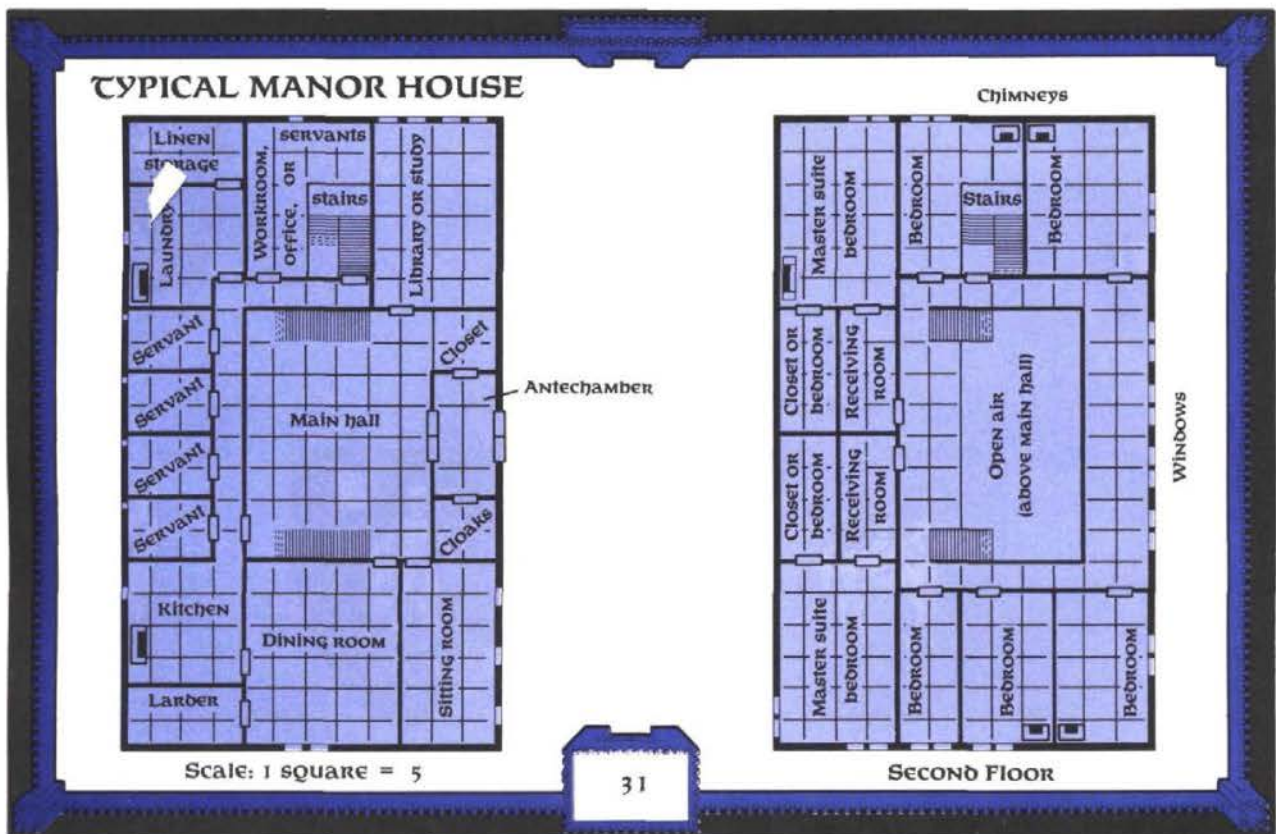 TYPICAL MANOR HOUSE
Linen
storage
servants
Workroom,
office, or
stairs
Library or study
Laundry
Servant
Servant
Servant
Servant
Main hall
Closet
Antechamber
Cloaks
Kitchen
Dining room
Sitting room
Larder
Scale: 1 square = 5
31
Chimneys
Master suite
bedroom
Bedroom
Stairs
Bedroom
Closet or
bedroom
Receiving
room
Closet or
bedroom
Receiving
room
Open air
(above main hall)
Windows
Master suite
bedroom
Bedroom
Bedroom
Bedroom
Second Floor